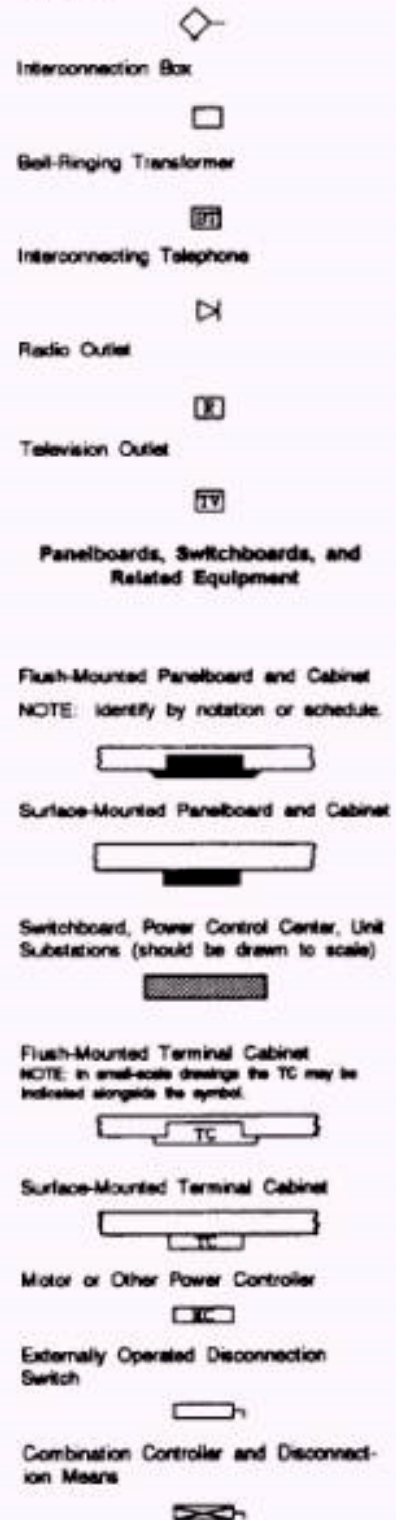 Interconnection Box
Bell-Ringing Transformer
BT
Interconnecting Telephone
Radio Outlet
R
Television Outlet
TV
Panelboards, Switchboards, and
Related Equipment
Flush-Mounted Panelboard and Cabinet
NOTE: Identify by notation or schedule.
Surface-Mounted Panelboard and Cabinet
Switchboard, Power Control Center, Unit
Substations (should be drawn to scale)
Flush-Mounted Terminal Cabinet
NOTE: In small-scale drawings the TC may be
indicated alongside the symbol.
TC
Surface-Mounted Terminal Cabinet
TC
Motor or Other Power Controller
MC
Externally Operated Disconnection
Switch
Combination Controller and Disconnect-
ion Means